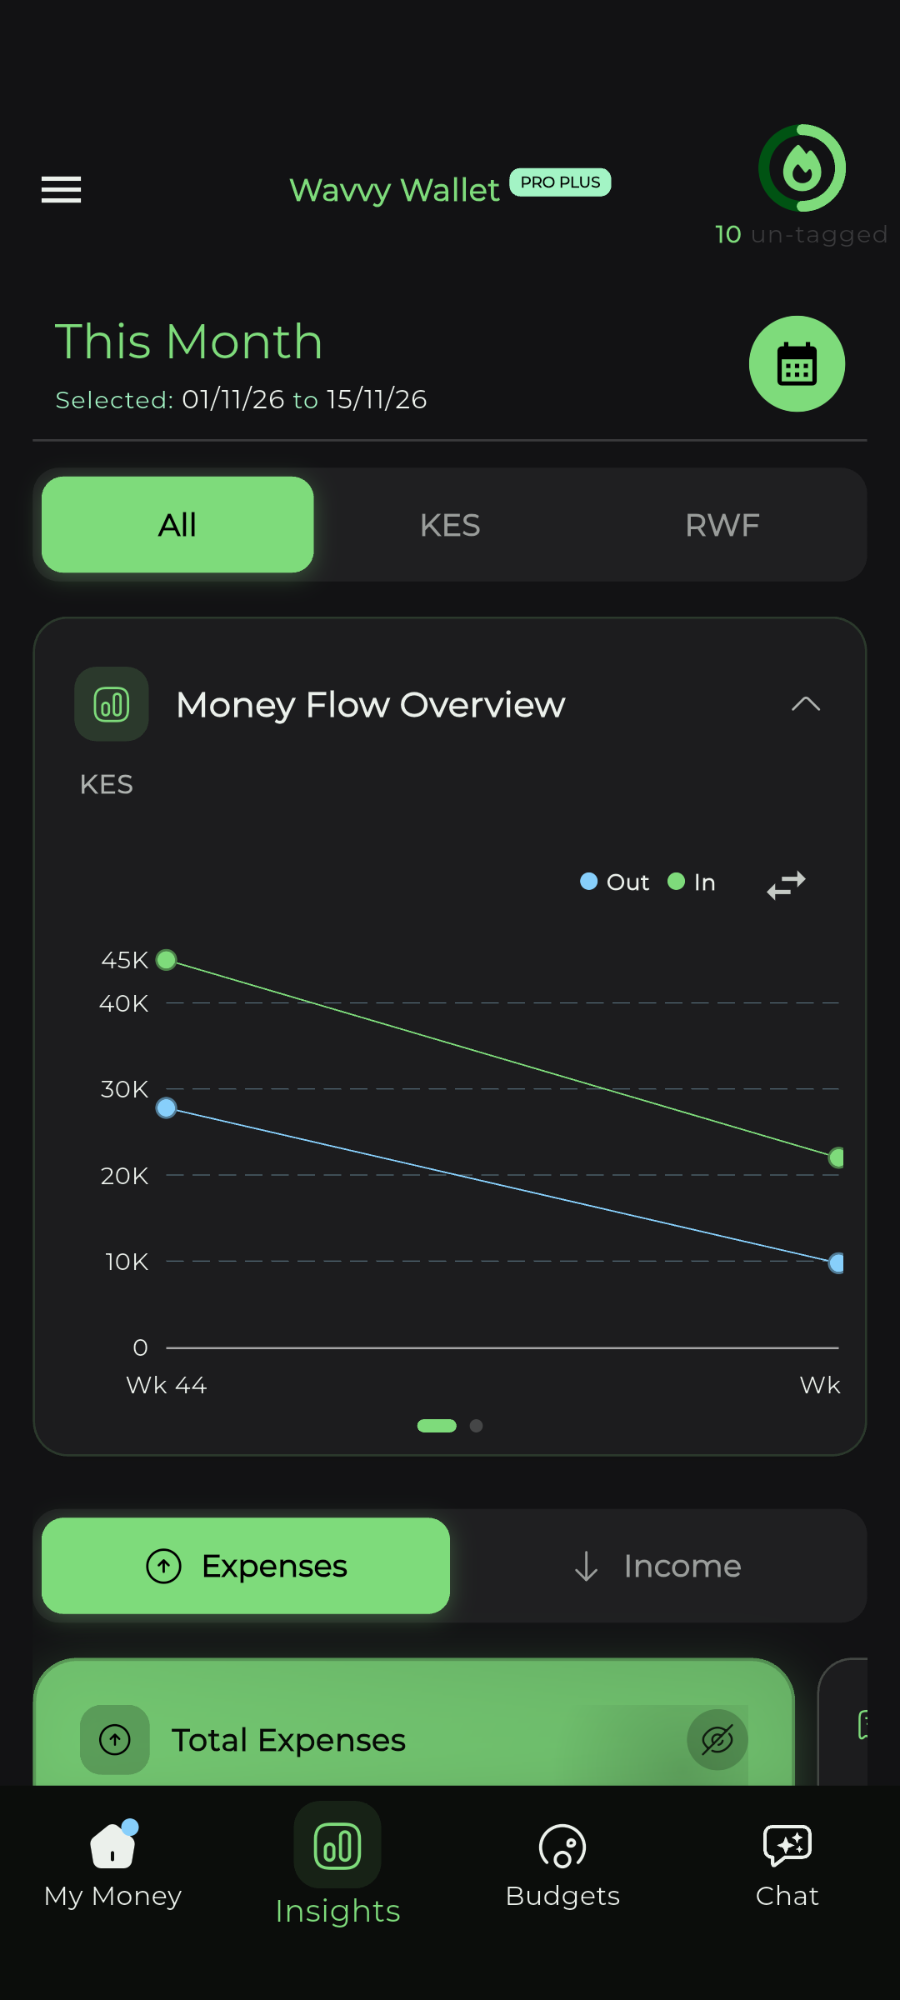 Wavvy Wallet PRO PLUS
10 un-tagged
This Month
Selected: 01/11/26 to 15/11/26
All KES RWF
Money Flow Overview
KES
Out In
45K
40K
30K
20K
10K
0
Wk 44 Wk
Expenses Income
Total Expenses
My Money Insights Budgets Chat